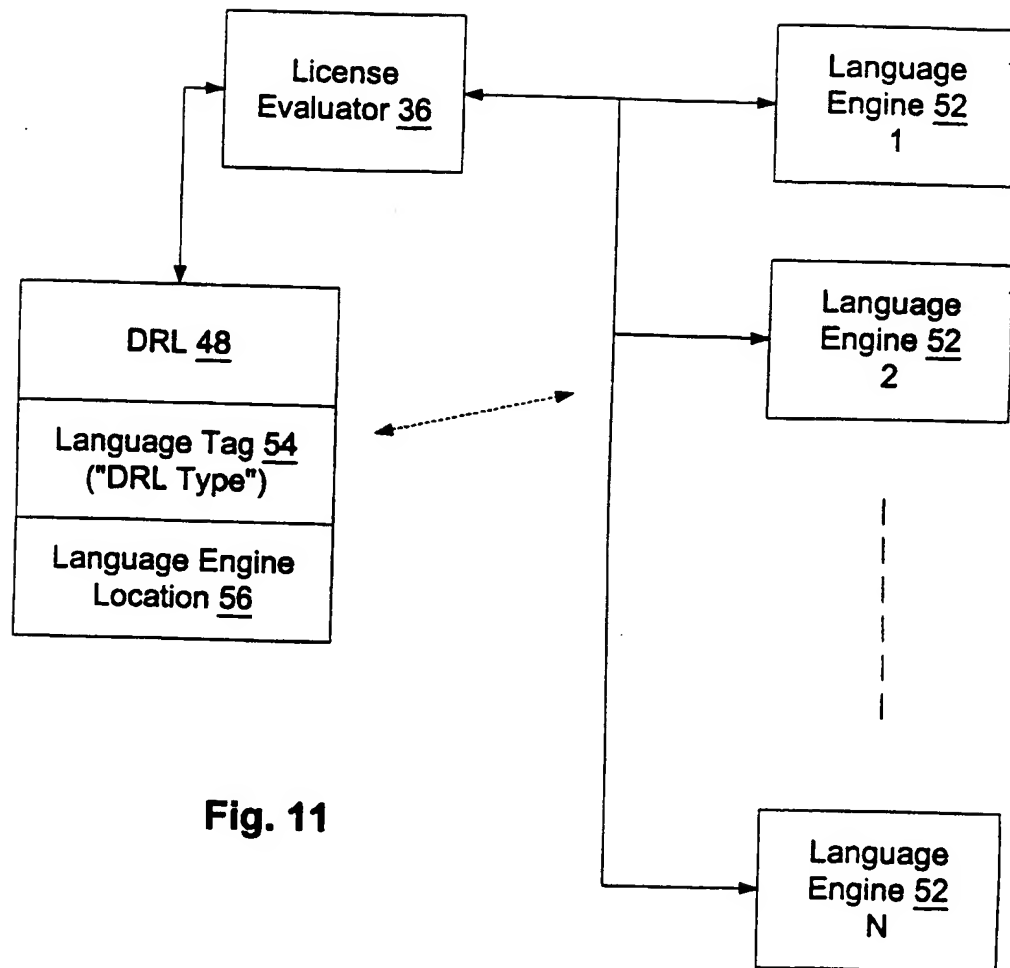 License
Evaluator 36
Language
Engine 52
1
DRL 48
Language Tag 54
("DRL Type")
Language Engine
Location 56
Language
Engine 52
2
Fig. 11
Language
Engine 52
N